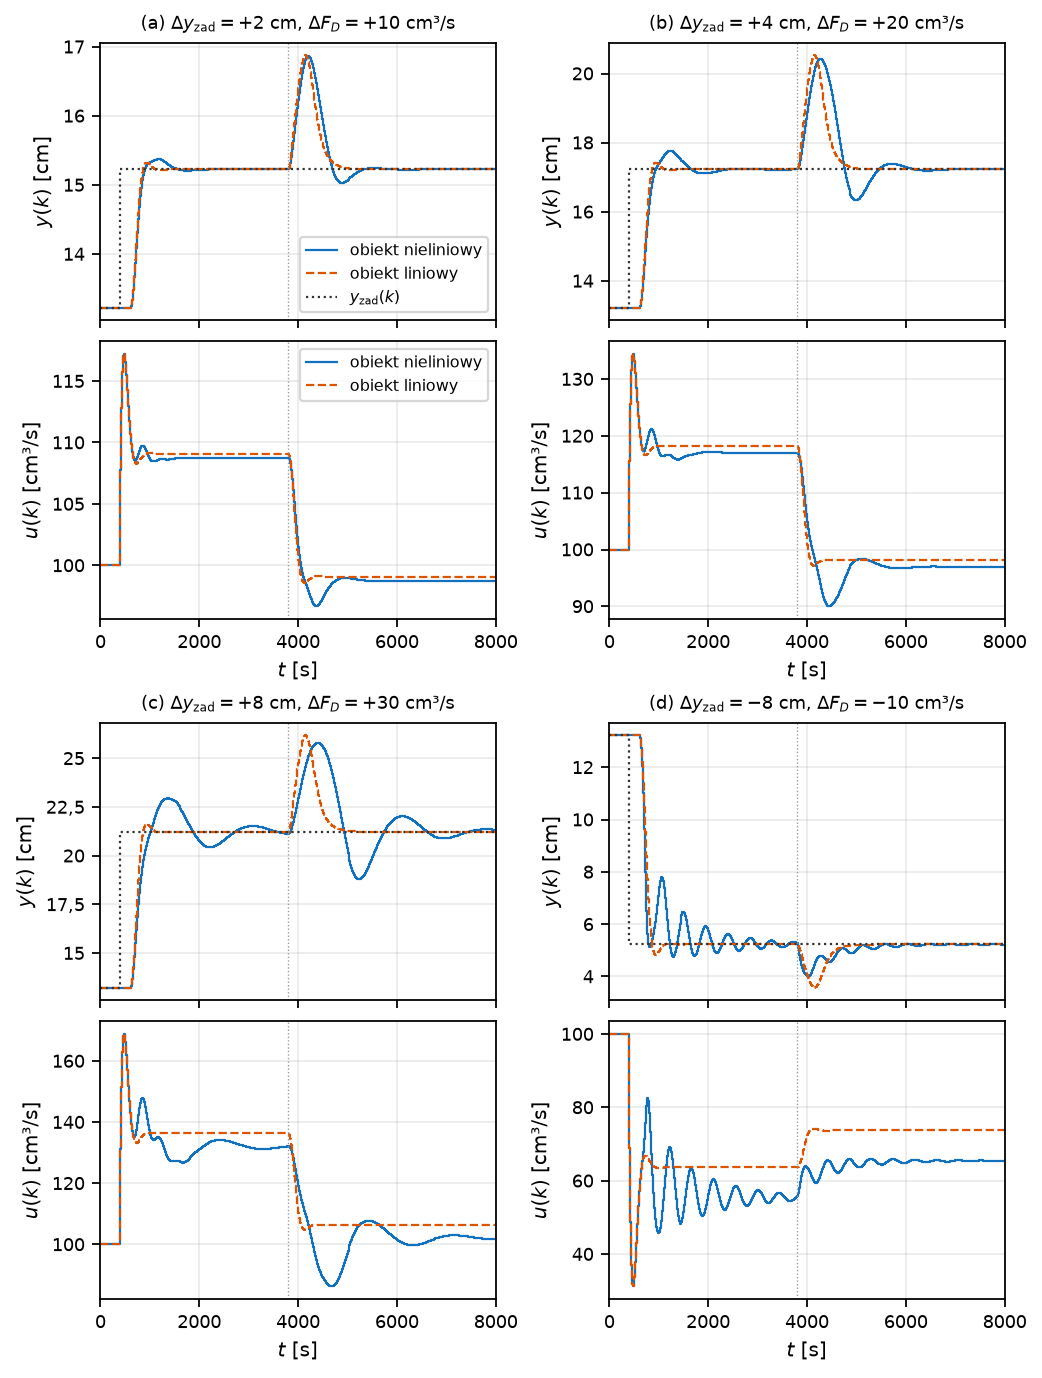 (a) Δy_zad = +2 cm, ΔF_D = +10 cm³/s
y(k) [cm]
17
16
15
14
obiekt nieliniowy
obiekt liniowy
y_zad(k)
u(k) [cm³/s]
115
110
105
100
obiekt nieliniowy
obiekt liniowy
0 2000 4000 6000 8000
t [s]
(b) Δy_zad = +4 cm, ΔF_D = +20 cm³/s
y(k) [cm]
20
18
16
14
u(k) [cm³/s]
130
120
110
100
90
0 2000 4000 6000 8000
t [s]
(c) Δy_zad = +8 cm, ΔF_D = +30 cm³/s
y(k) [cm]
25
22,5
20
17,5
15
u(k) [cm³/s]
160
140
120
100
0 2000 4000 6000 8000
t [s]
(d) Δy_zad = −8 cm, ΔF_D = −10 cm³/s
y(k) [cm]
12
10
8
6
4
u(k) [cm³/s]
100
80
60
40
0 2000 4000 6000 8000
t [s]